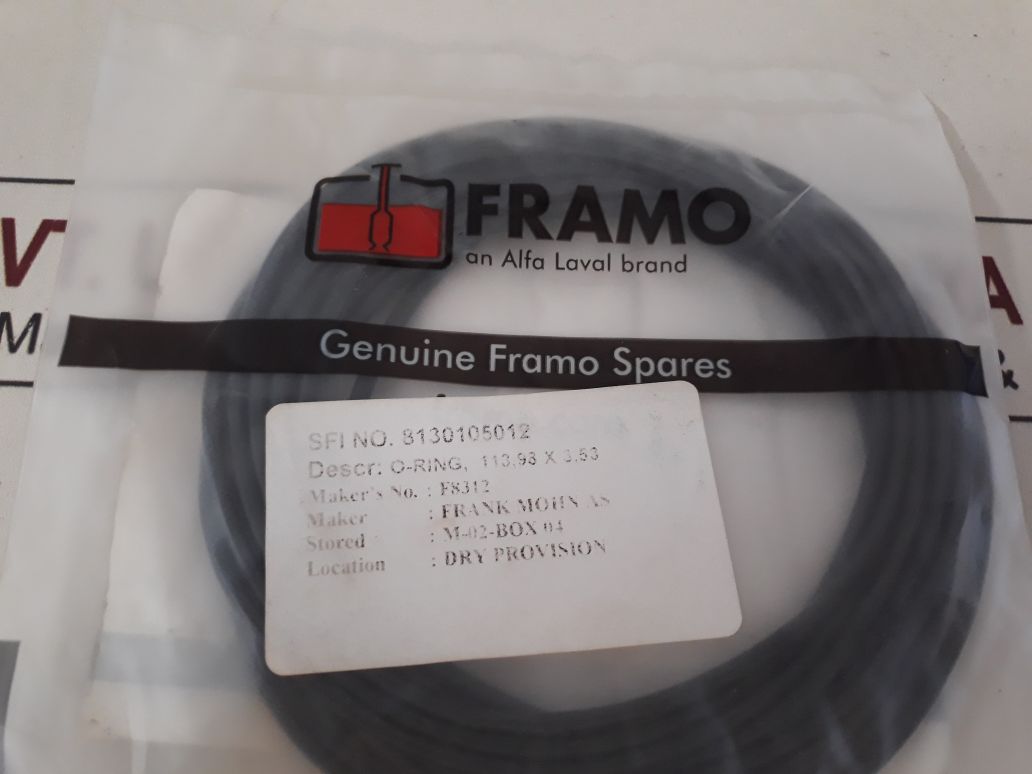 FRAMO
an Alfa Laval brand
Genuine Framo Spares
SFI NO. 8130105012
Descr: O-RING, 113,93 X 3,53
Maker's No. : F8312
Maker : FRANK MOHN AS
Stored : M-02-BOX 04
Location : DRY PROVISION